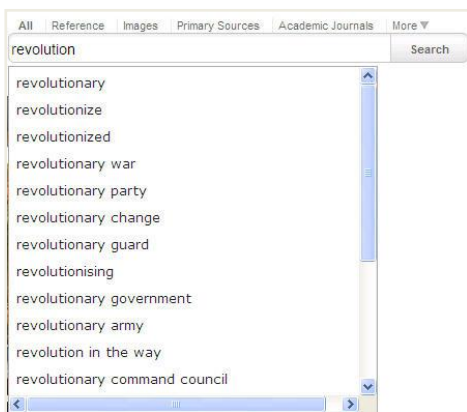 All Reference Images Primary Sources Academic Journals More ▼
revolution Search
revolutionary
revolutionize
revolutionized
revolutionary war
revolutionary party
revolutionary change
revolutionary guard
revolutionising
revolutionary government
revolutionary army
revolution in the way
revolutionary command council